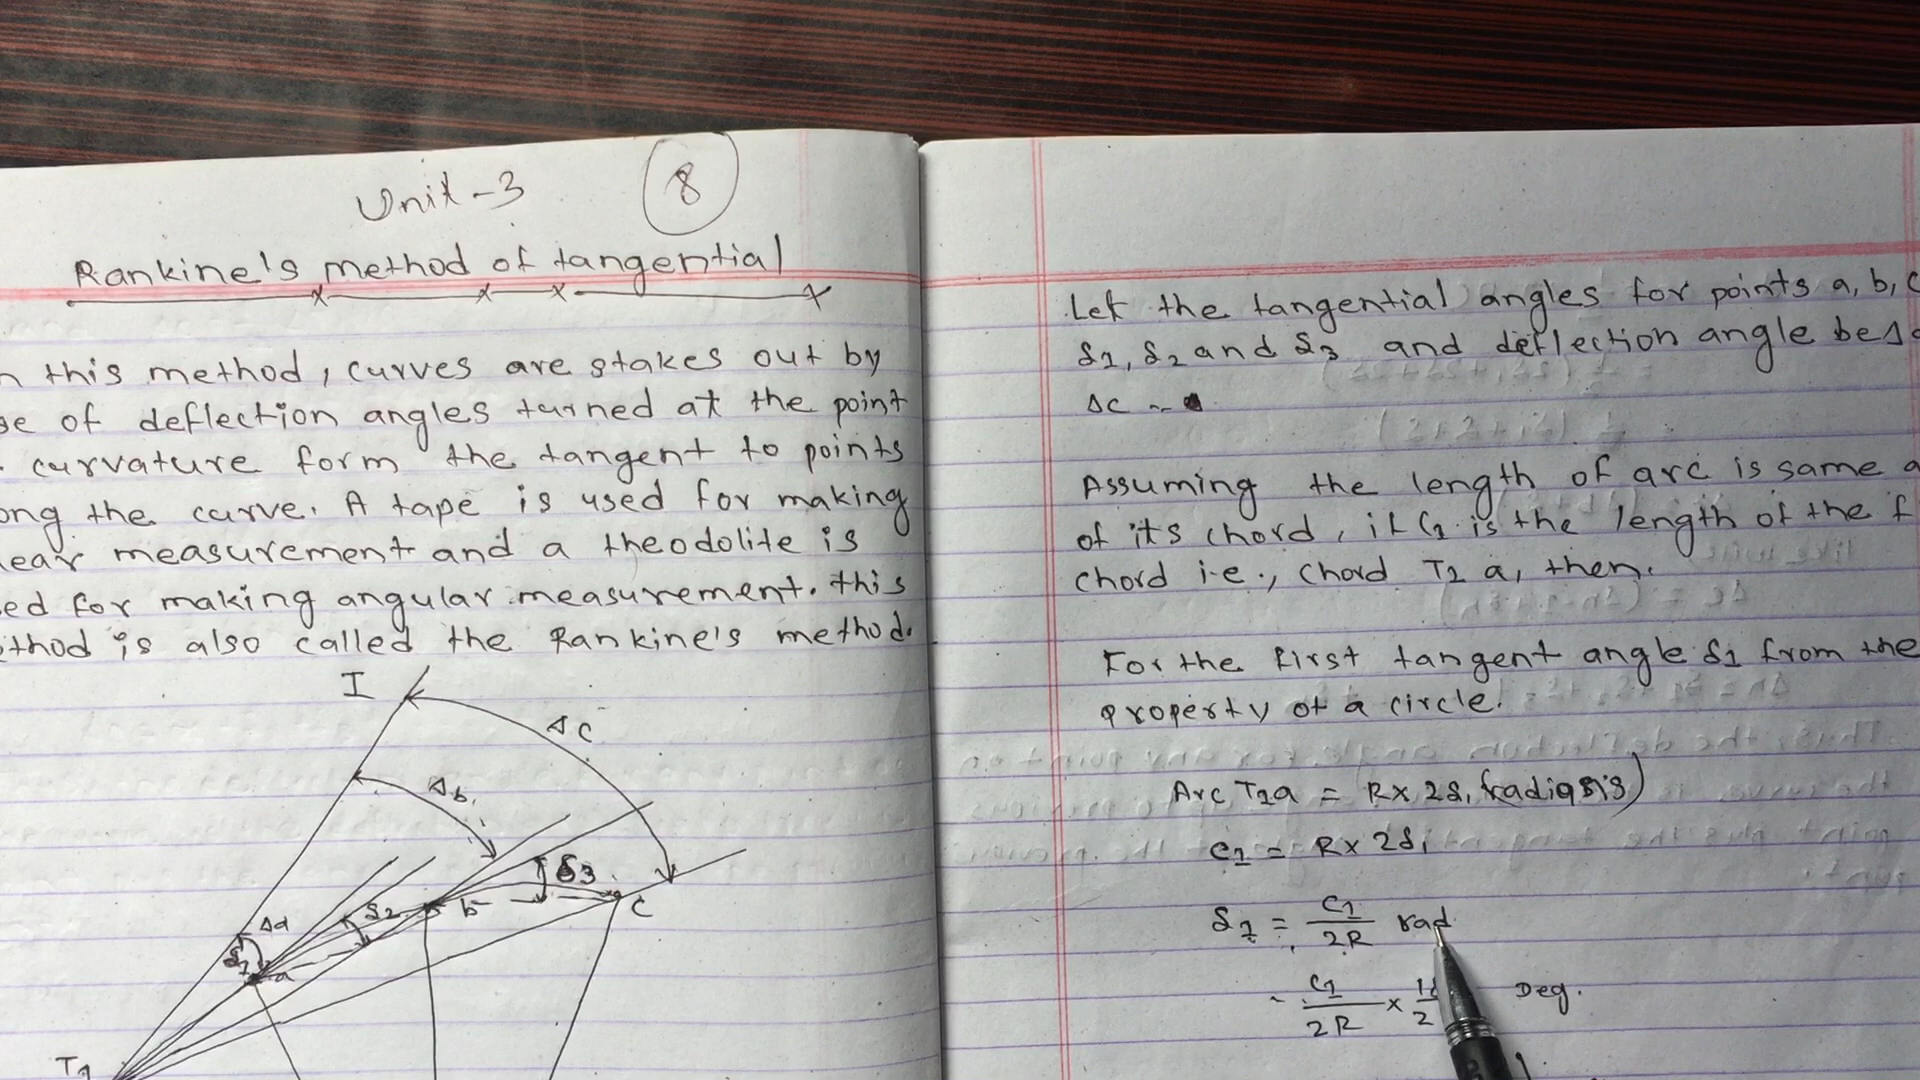 Unit-3
8
Rankine's method of tangential
n this method, curves are stakes out by
se of deflection angles turned at the point
curvature form the tangent to points
ong the curve. A tape is used for making
ear measurement and a theodolite is
ed for making angular measurement. this
thod is also called the Rankine's method.
I
Δc
Δb
δ3
δ2
b
c
Δa
δ1
a
T1
Let the tangential angles for points a, b, c
δ1, δ2 and δ3 and deflection angle be
Δc --
Assuming the length of arc is same a
of its chord, if C1 is the length of the f
chord i.e., chord T1 a, then.
For the First tangent angle δ1 from the
property of a circle.
Arc T1a = R x 2δ1
C1 = R x 2δ1
δ1 = C1/2R rad
C1/2R x Deg.